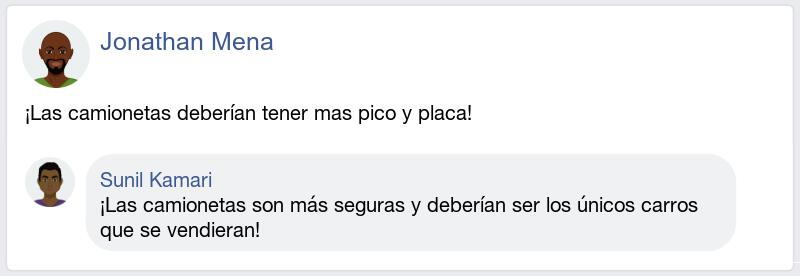 Jonathan Mena
¡Las camionetas deberían tener mas pico y placa!
Sunil Kamari
¡Las camionetas son más seguras y deberían ser los únicos carros
que se vendieran!